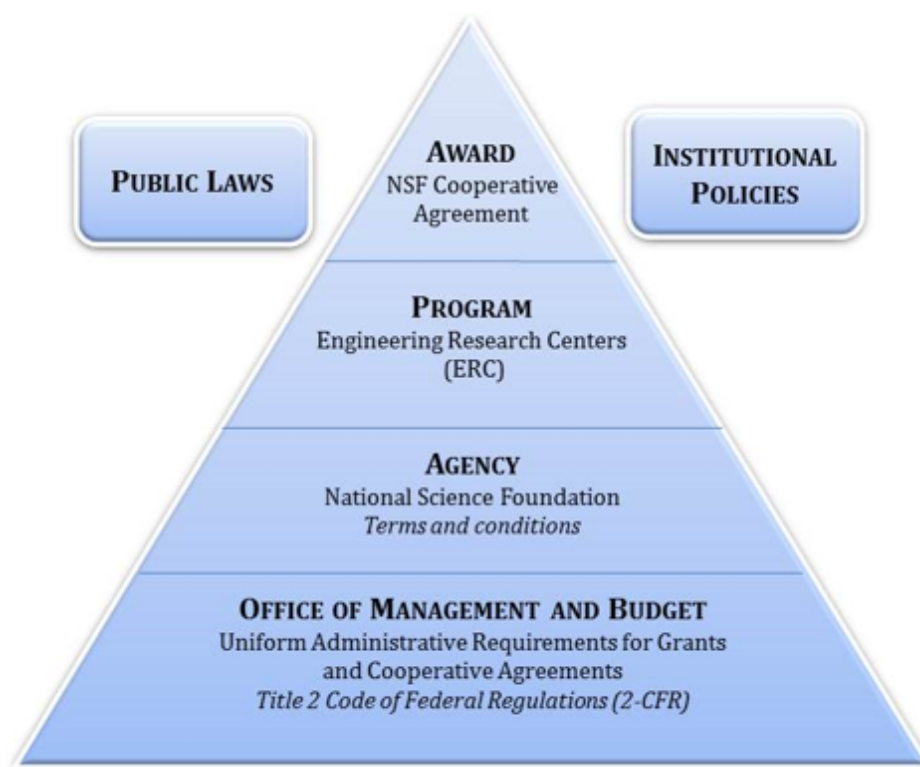 PUBLIC LAWS
INSTITUTIONAL
POLICIES
AWARD
NSF Cooperative
Agreement
PROGRAM
Engineering Research Centers
(ERC)
AGENCY
National Science Foundation
Terms and conditions
OFFICE OF MANAGEMENT AND BUDGET
Uniform Administrative Requirements for Grants
and Cooperative Agreements
Title 2 Code of Federal Regulations (2-CFR)